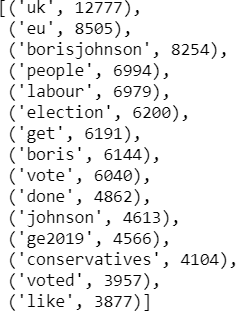 [('uk', 12777),
('eu', 8505),
('borisjohnson', 8254),
('people', 6994),
('labour', 6979),
('election', 6200),
('get', 6191),
('boris', 6144),
('vote', 6040),
('done', 4862),
('johnson', 4613),
('ge2019', 4566),
('conservatives', 4104),
('voted', 3957),
('like', 3877)]